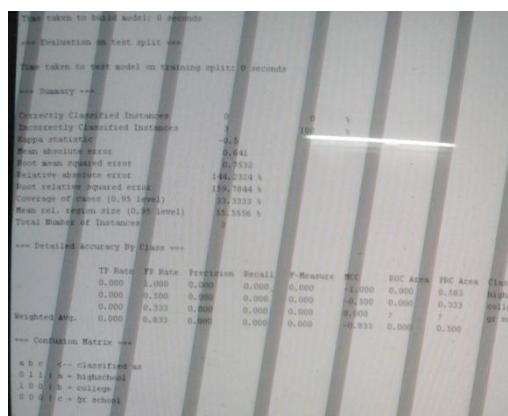 Time taken to build model: 0 seconds
=== Evaluation on test split ===
Time taken to test model on training split: 0 seconds
=== Summary ===
Correctly Classified Instances 0 0 %
Incorrectly Classified Instances 3 100 %
Kappa statistic -0.5
Mean absolute error 0.641
Root mean squared error 0.7532
Relative absolute error 144.2324 %
Root relative squared error 159.7844 %
Coverage of cases (0.95 level) 33.3333 %
Mean rel. region size (0.95 level) 55.5556 %
Total Number of Instances 3
=== Detailed Accuracy By Class ===
TP Rate FP Rate Precision Recall F-Measure MCC ROC Area PRC Area Clas
0.000 1.000 0.000 0.000 0.000 -1.000 0.000 0.583 high
0.000 0.500 0.000 0.000 0.000 -0.500 0.000 0.333 coll
0.000 0.333 0.000 0.000 0.000 0.000 ? ? gr s
Weighted Avg. 0.000 0.833 0.000 0.000 0.000 -0.833 0.000 0.500
=== Confusion Matrix ===
a b c <-- classified as
0 1 1 | a = highschool
1 0 0 | b = college
0 0 0 | c = gr school